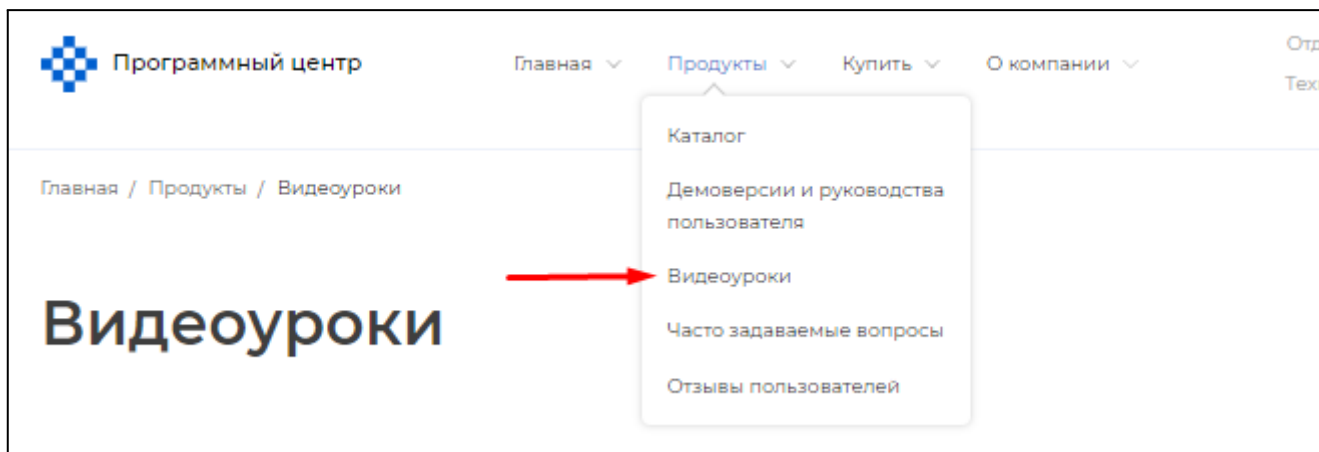 Программный центр
Главная
Продукты
Купить
О компании
Каталог
Демоверсии и руководства
пользователя
Видеоуроки
Часто задаваемые вопросы
Отзывы пользователей
Главная / Продукты / Видеоуроки
Видеоуроки